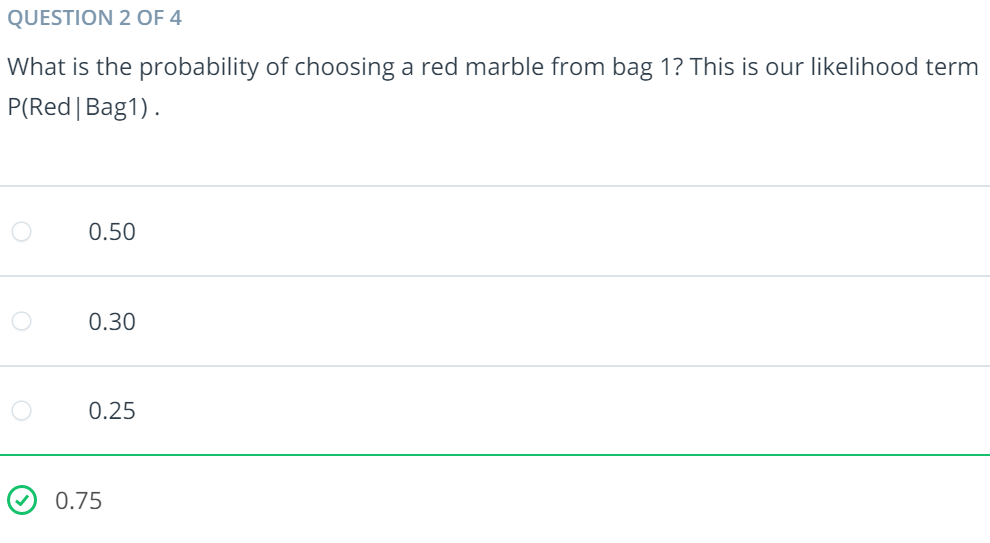 QUESTION 2 OF 4
What is the probability of choosing a red marble from bag 1? This is our likelihood term
P(Red|Bag1) .
0.50
0.30
0.25
0.75